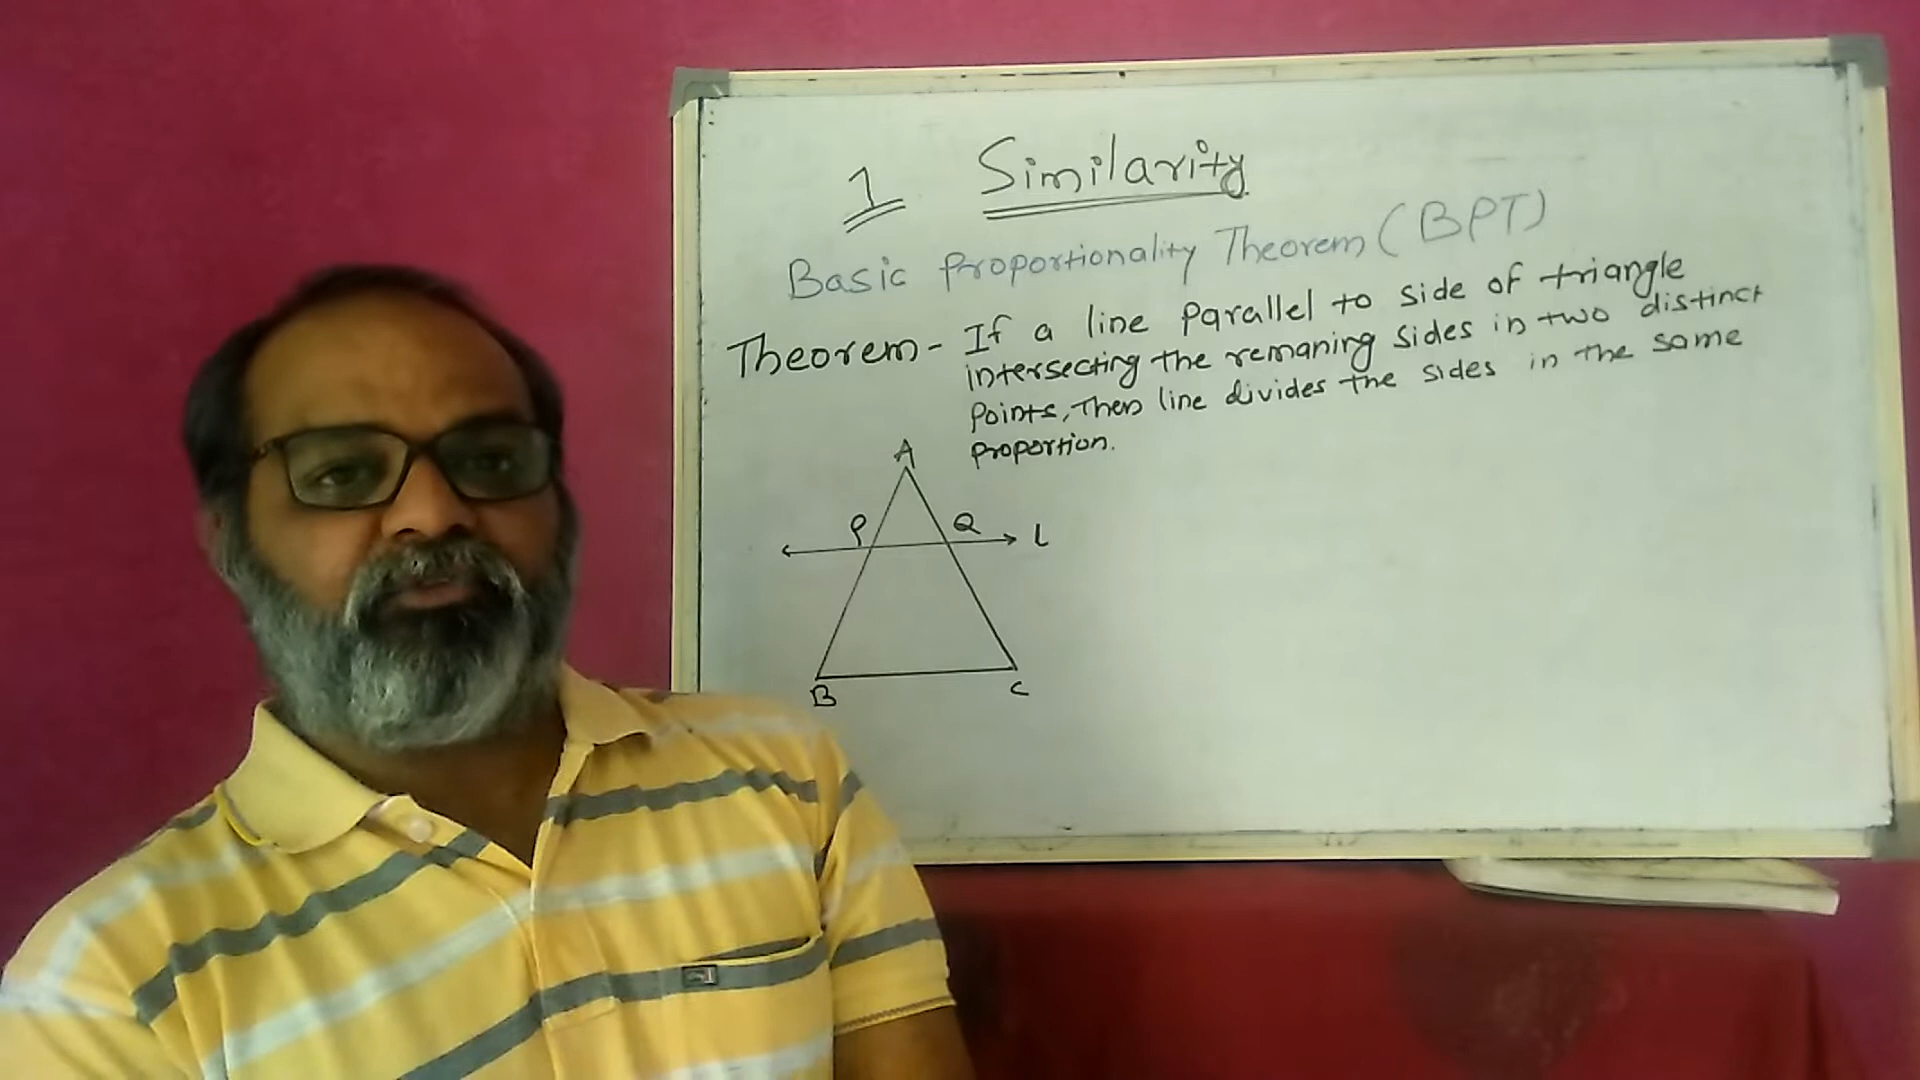 1 Similarity
Basic Proportionality Theorem (BPT)
Theorem - If a line parallel to side of triangle
intersecting the remaning sides in two distinct
points, Then line divides the sides in the same
proportion.
A
P Q l
B C